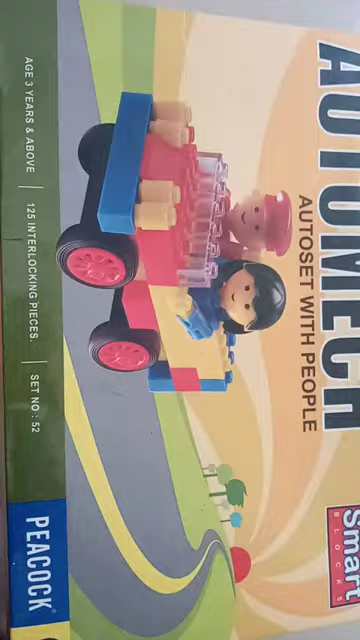 AUTOMECH
AUTOSET WITH PEOPLE
Smart
BLOCKS
AGE 3 YEARS & ABOVE
125 INTERLOCKING PIECES.
SET NO : 52
PEACOCK